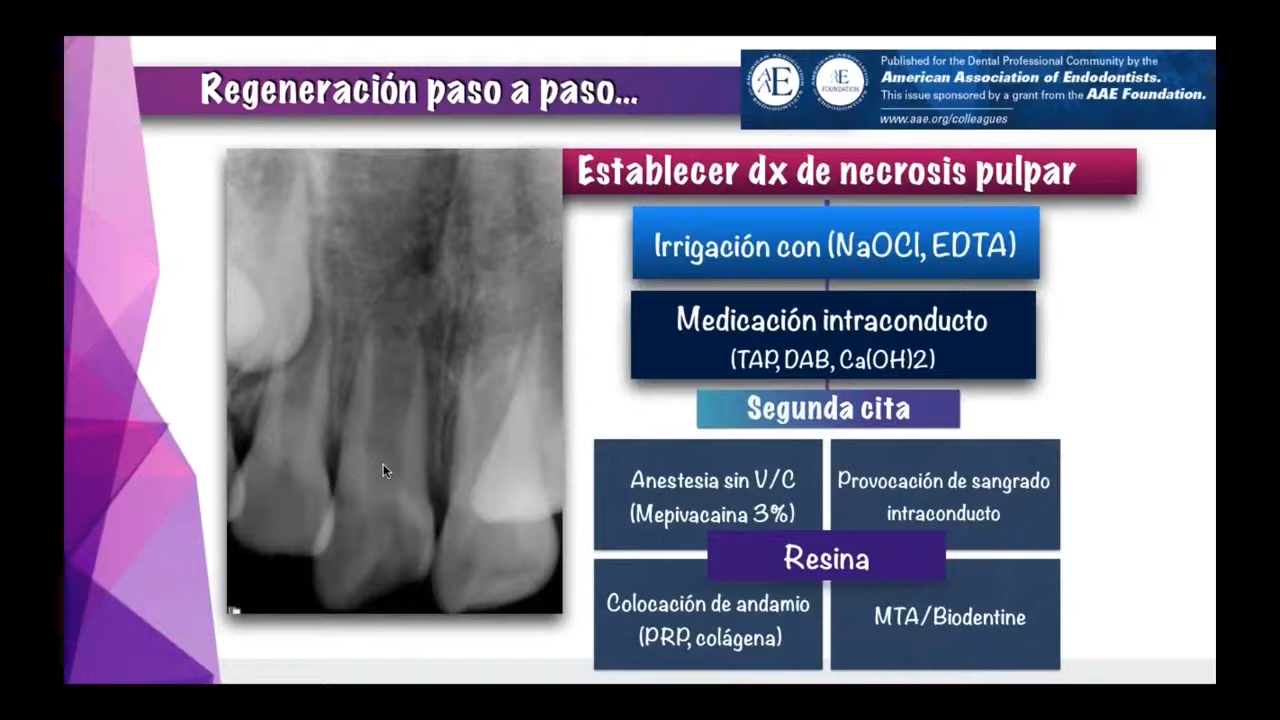 Regeneración paso a paso...
Published for the Dental Professional Community by the
American Association of Endodontists.
This issue sponsored by a grant from the AAE Foundation.
www.aae.org/colleagues
Establecer dx de necrosis pulpar
Irrigación con (NaOCl, EDTA)
Medicación intraconducto
(TAP, DAB, Ca(OH)2)
Segunda cita
Anestesia sin V/C
(Mepivacaina 3%)
Provocación de sangrado
intraconducto
Resina
Colocación de andamio
(PRP, colágena)
MTA/Biodentine